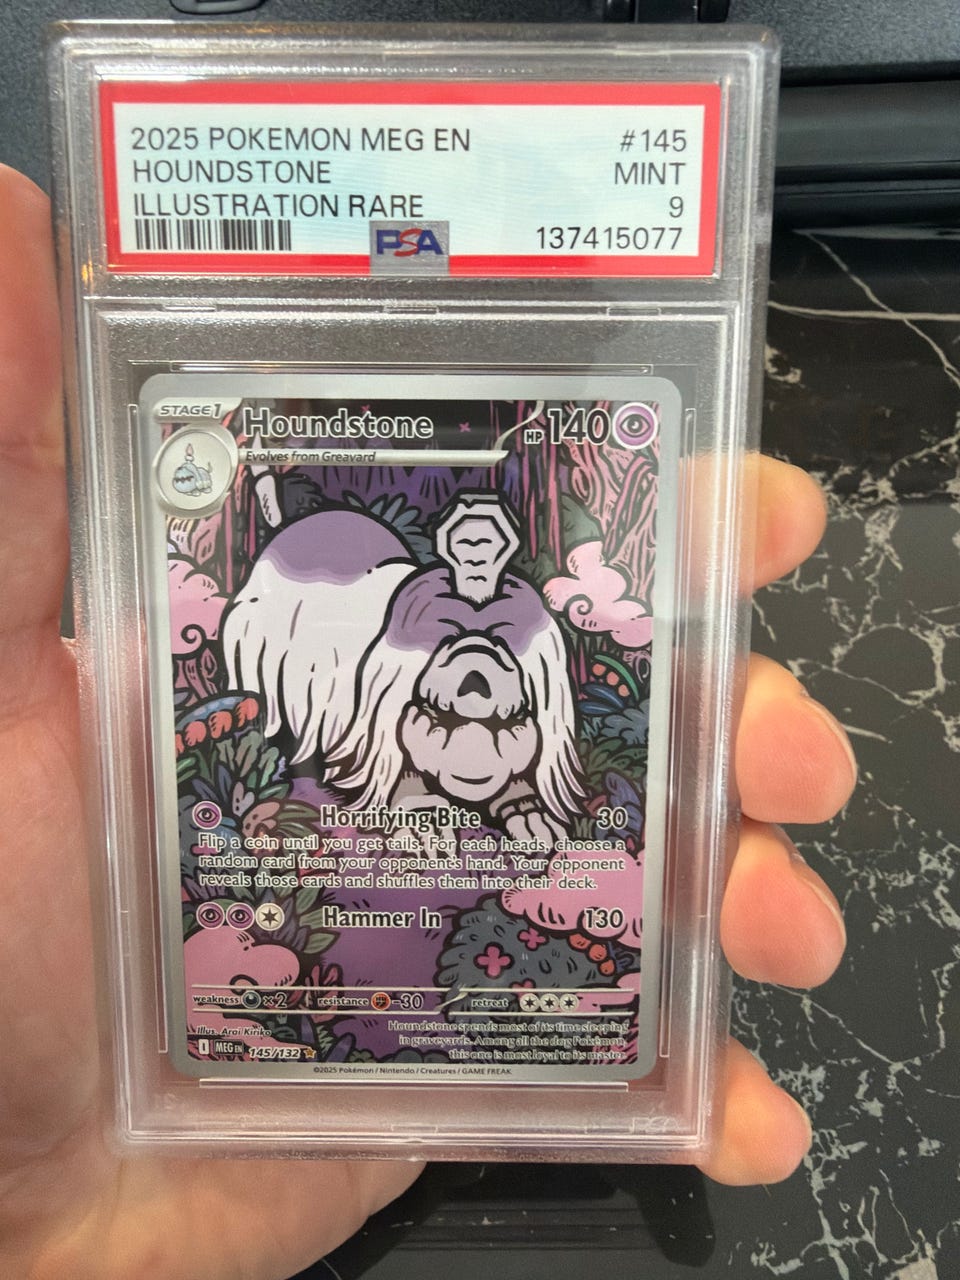 2025 POKEMON MEG EN #145
HOUNDSTONE MINT
ILLUSTRATION RARE 9
PSA 137415077
STAGE 1 Houndstone HP 140
Evolves from Greavard
Horrifying Bite 30
Flip a coin until you get tails. For each heads, choose a
random card from your opponent's hand. Your opponent
reveals those cards and shuffles them into their deck.
Hammer In 130
weakness ×2 resistance -30 retreat
Houndstone spends most of its time sleeping
in graveyards. Among all the dog Pokémon,
this one is most loyal to its master.
Illus. Arai Kiriko
I MEG EN 145/132
©2025 Pokémon / Nintendo / Creatures / GAME FREAK
PSA